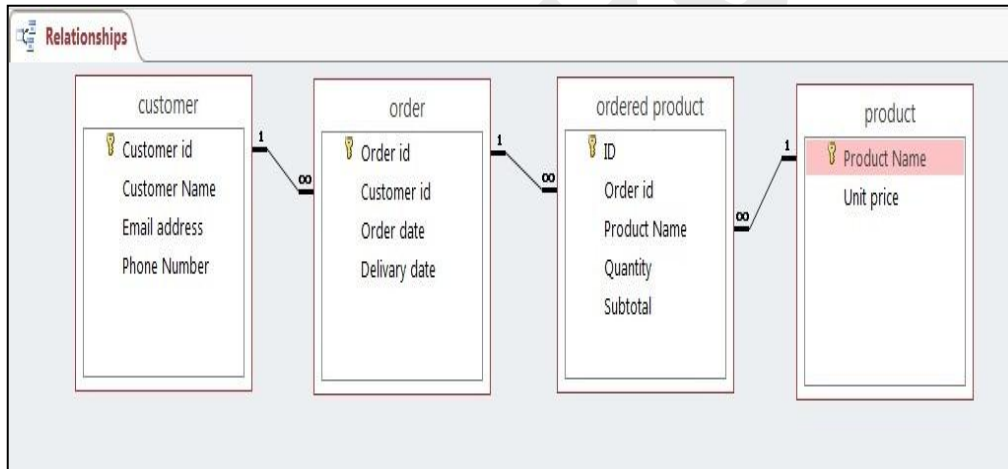 Relationships
customer
Customer id
Customer Name
Email address
Phone Number
1
∞
order
Order id
Customer id
Order date
Delivary date
1
∞
ordered product
ID
Order id
Product Name
Quantity
Subtotal
1
∞
product
Product Name
Unit price